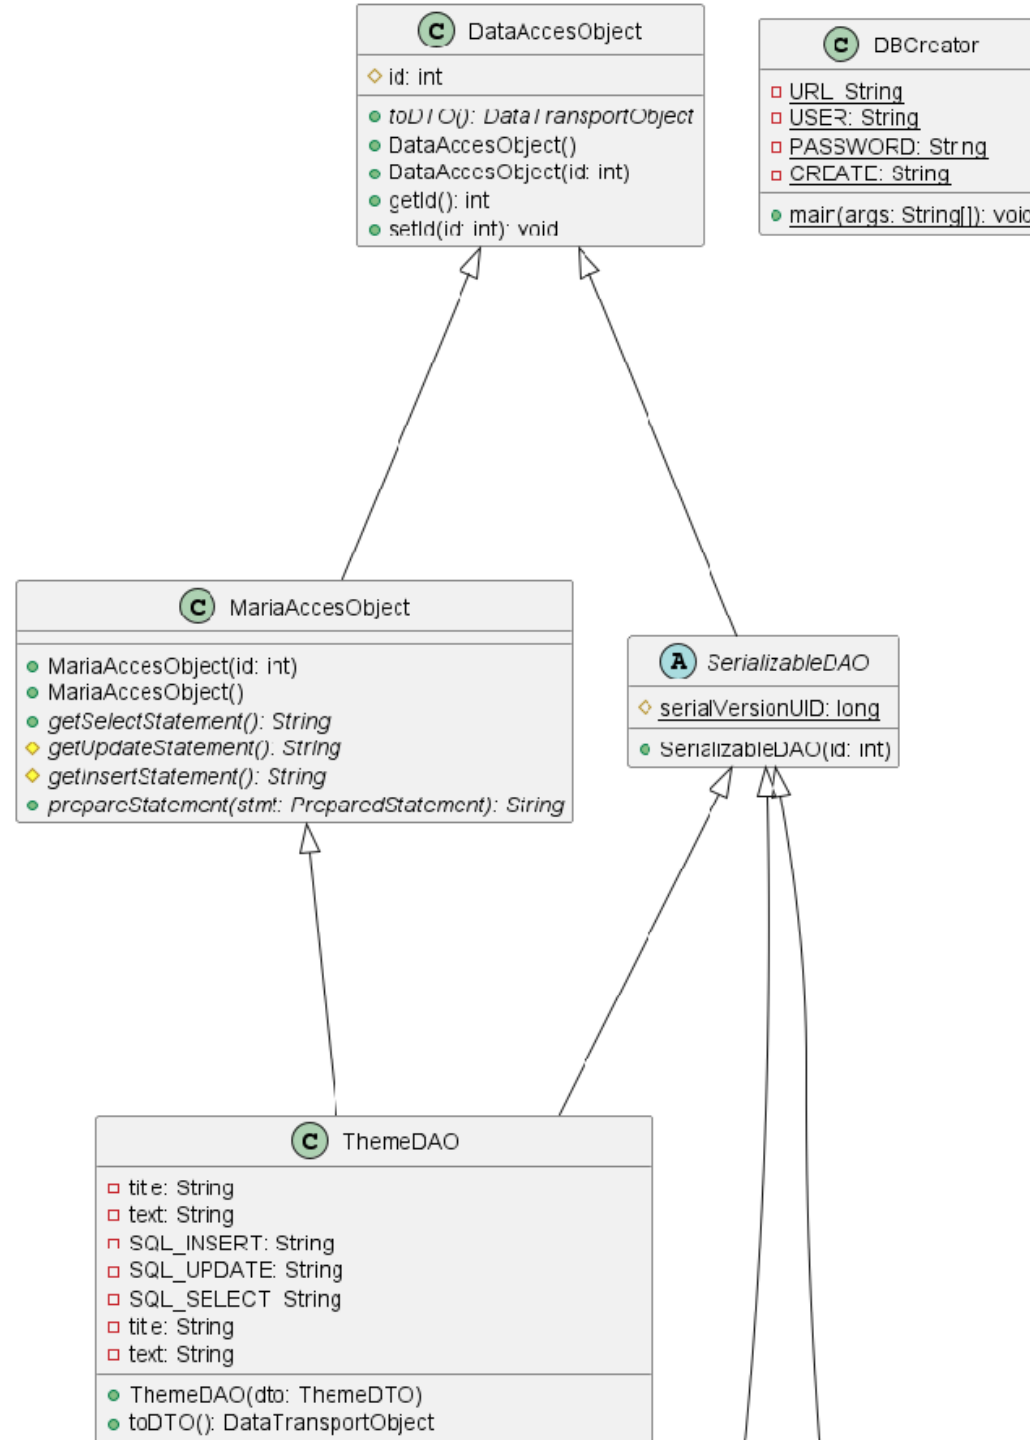 C DataAccesObject
id: int
toDTO(): DataTransportObject
DataAccesObject()
DataAccesObject(id: int)
getId(): int
setId(id: int): void
C DBCreator
URL String
USER: String
PASSWORD: String
CREATE: String
main(args: String[]): void
C MariaAccesObject
MariaAccesObject(id: int)
MariaAccesObject()
getSelectStatement(): String
getUpdateStatement(). String
getInsertStatement(): String
prepareStatement(stmt: PreparedStatement): String
A SerializableDAO
serialVersionUID: long
SerializableDAO(id: int)
C ThemeDAO
title: String
text: String
SQL_INSERT: String
SQL_UPDATE: String
SQL_SELECT String
title: String
text: String
ThemeDAO(dto: ThemeDTO)
toDTO(): DataTransportObject